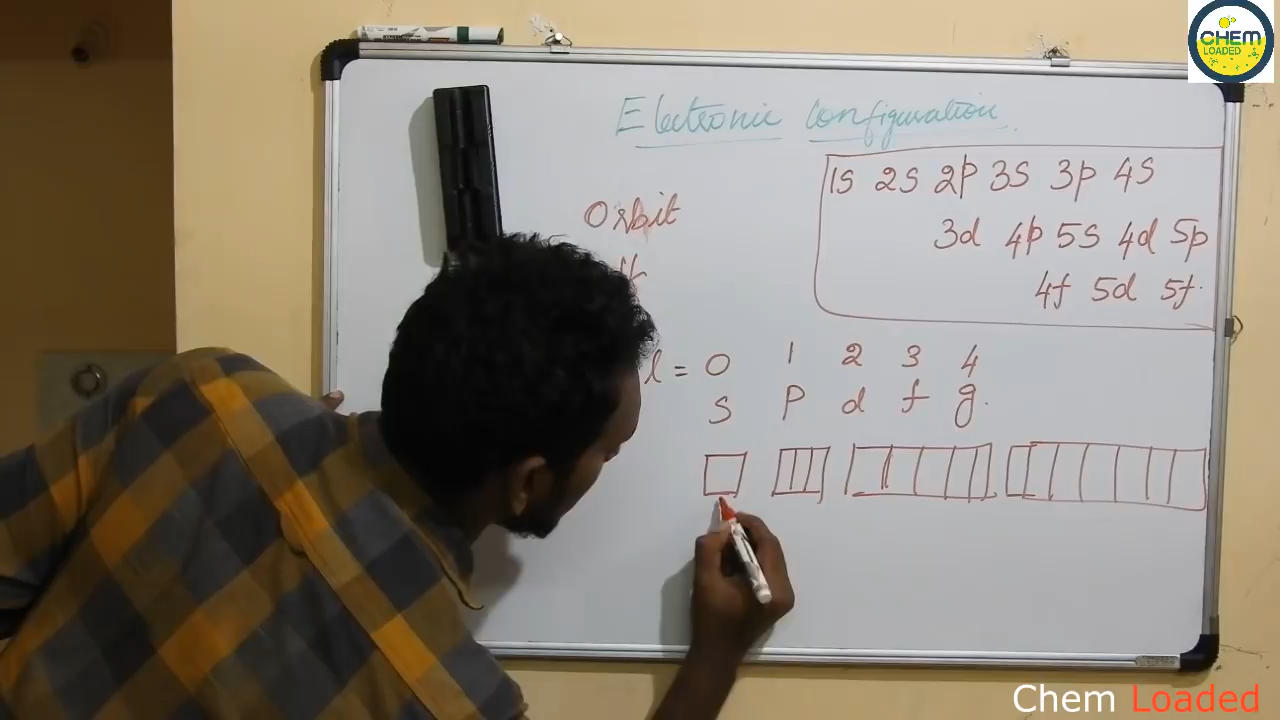 CHEM
LOADED
Electronic configuration.
1s 2s 2p 3s 3p 4s
Orbit
3d 4p 5s 4d 5p
4f 5d 5f.
l = 0 1 2 3 4
s p d f g.
Chem Loaded